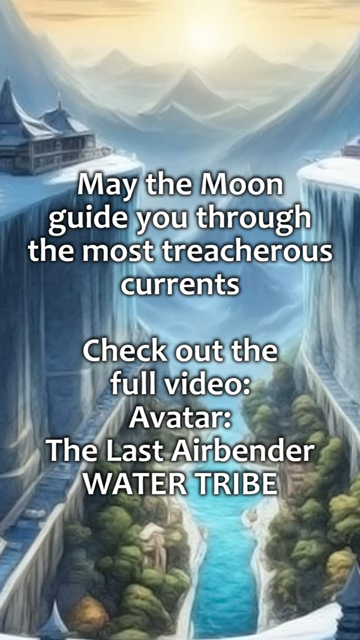 May the Moon
guide you through
the most treacherous
currents
Check out the
full video:
Avatar:
The Last Airbender
WATER TRIBE